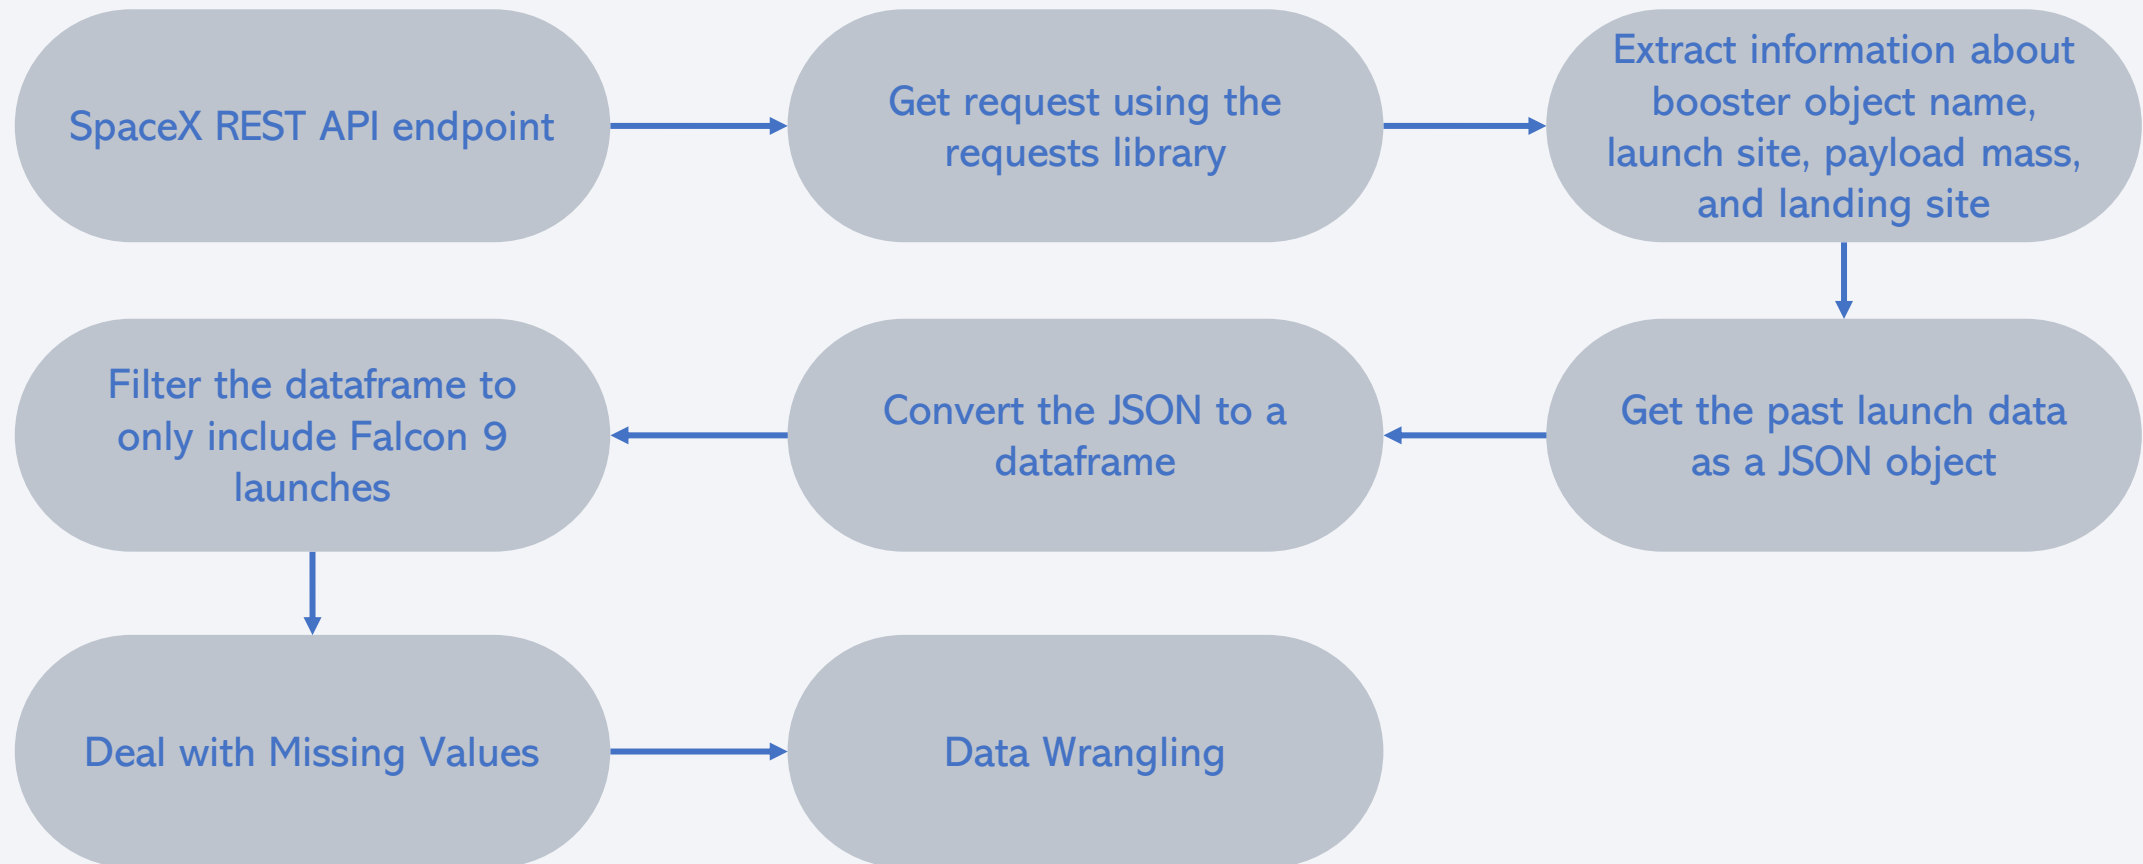 SpaceX REST API endpoint
Get request using the
requests library
Extract information about
booster object name,
launch site, payload mass,
and landing site
Get the past launch data
as a JSON object
Convert the JSON to a
dataframe
Filter the dataframe to
only include Falcon 9
launches
Deal with Missing Values
Data Wrangling